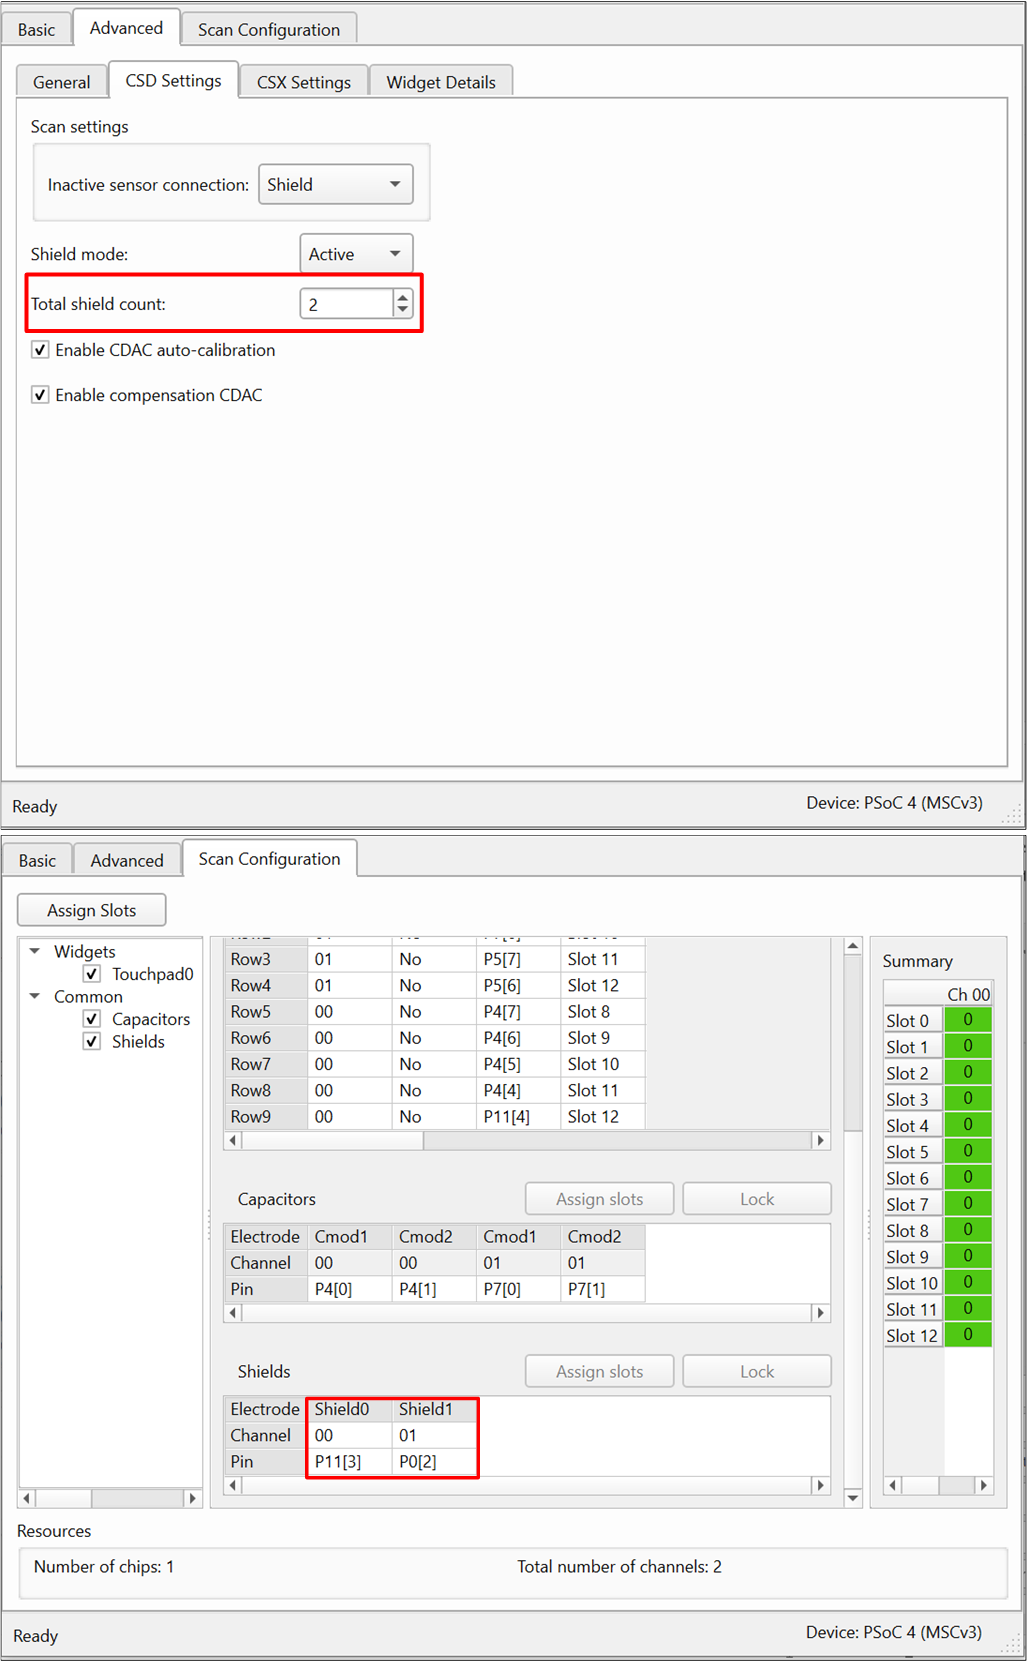 Basic Advanced Scan Configuration
General CSD Settings CSX Settings Widget Details
Scan settings
Inactive sensor connection: Shield
Shield mode: Active
Total shield count: 2
Enable CDAC auto-calibration
Enable compensation CDAC
Ready Device: PSoC 4 (MSCv3)
Basic Advanced Scan Configuration
Assign Slots
Widgets
Touchpad0
Common
Capacitors
Shields
Row3 01 No P5[7] Slot 11
Row4 01 No P5[6] Slot 12
Row5 00 No P4[7] Slot 8
Row6 00 No P4[6] Slot 9
Row7 00 No P4[5] Slot 10
Row8 00 No P4[4] Slot 11
Row9 00 No P11[4] Slot 12
Capacitors Assign slots Lock
Electrode Cmod1 Cmod2 Cmod1 Cmod2
Channel 00 00 01 01
Pin P4[0] P4[1] P7[0] P7[1]
Shields Assign slots Lock
Electrode Shield0 Shield1
Channel 00 01
Pin P11[3] P0[2]
Summary
Ch 00
Slot 0 0
Slot 1 0
Slot 2 0
Slot 3 0
Slot 4 0
Slot 5 0
Slot 6 0
Slot 7 0
Slot 8 0
Slot 9 0
Slot 10 0
Slot 11 0
Slot 12 0
Resources
Number of chips: 1 Total number of channels: 2
Ready Device: PSoC 4 (MSCv3)